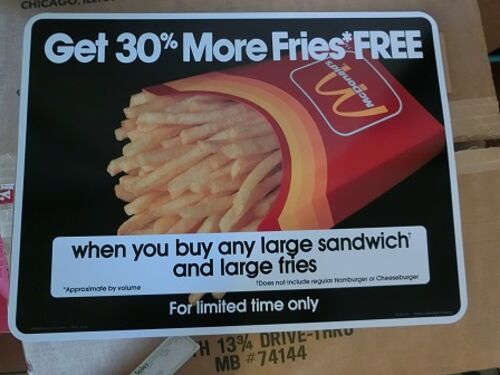 CHICAGO, ILL
Get 30% More Fries* FREE
McDonald's
when you buy any large sandwich†
and large fries
*Approximate by volume
†Does not include regular Hamburger or Cheeseburger
For limited time only
H 13¾ DRIVE-THRU
MB #74144